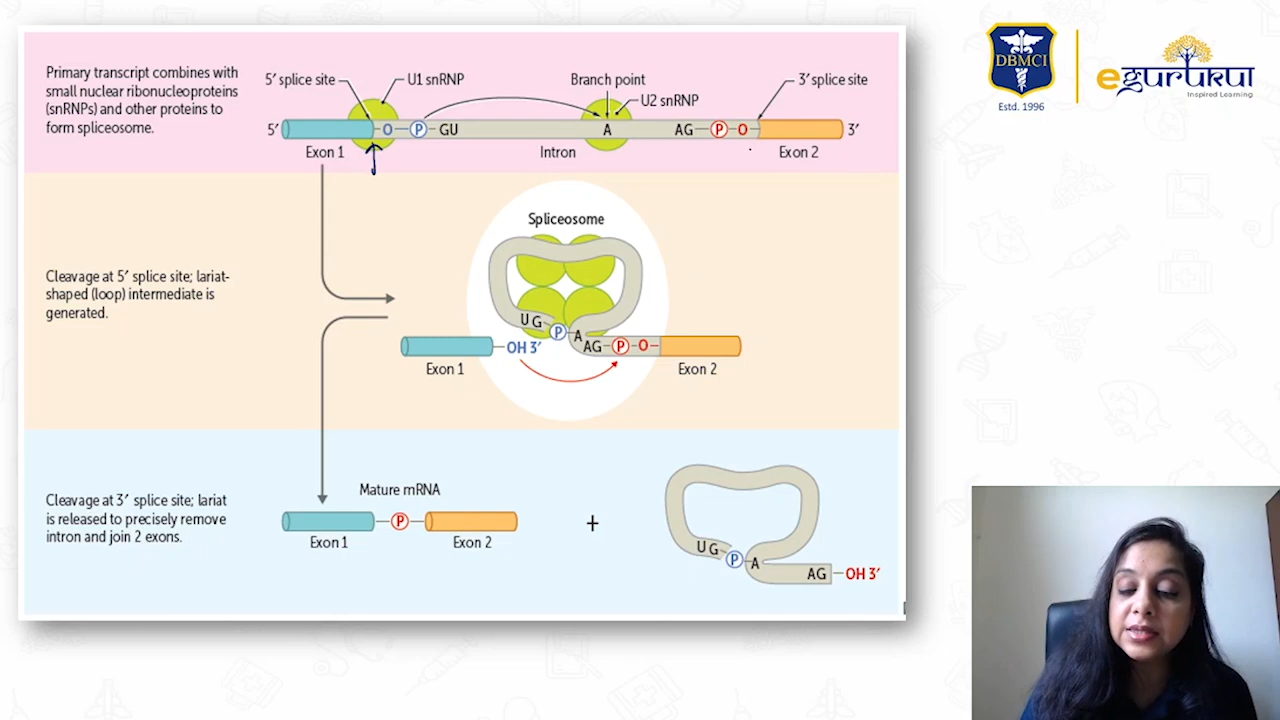 Primary transcript combines with
small nuclear ribonucleoproteins
(snRNPs) and other proteins to
form spliceosome.
5′ splice site
U1 snRNP
Branch point
U2 snRNP
3′ splice site
5′
O
P
GU
A
AG
P
O
3′
Exon 1
Intron
Exon 2
Cleavage at 5′ splice site; lariat-
shaped (loop) intermediate is
generated.
Spliceosome
UG
P
A
OH 3′
AG
P
O
Exon 1
Exon 2
Cleavage at 3′ splice site; lariat
is released to precisely remove
intron and join 2 exons.
Mature mRNA
P
Exon 1
Exon 2
+
UG
P
A
AG
OH 3′
DBMCI
Estd. 1996
egurukul
Inspired Learning